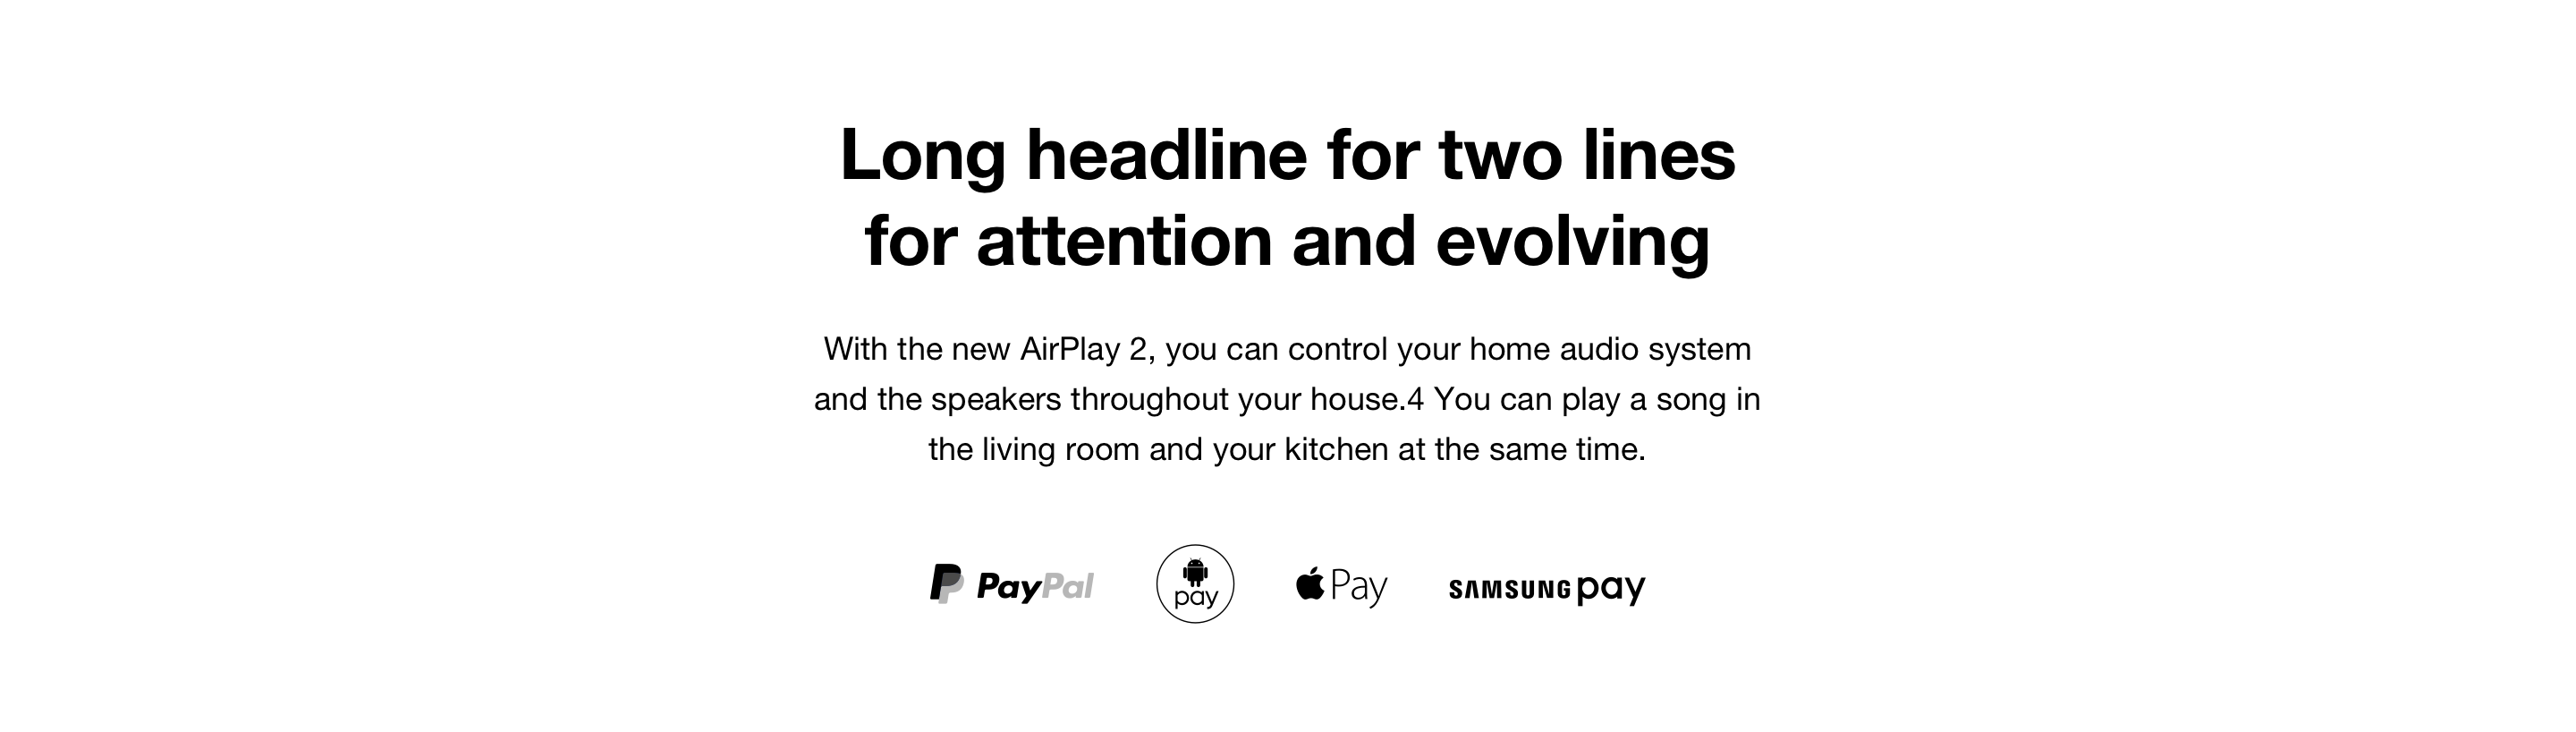 Long headline for two lines
for attention and evolving
With the new AirPlay 2, you can control your home audio system
and the speakers throughout your house.4 You can play a song in
the living room and your kitchen at the same time.
PayPal pay Pay SAMSUNG pay